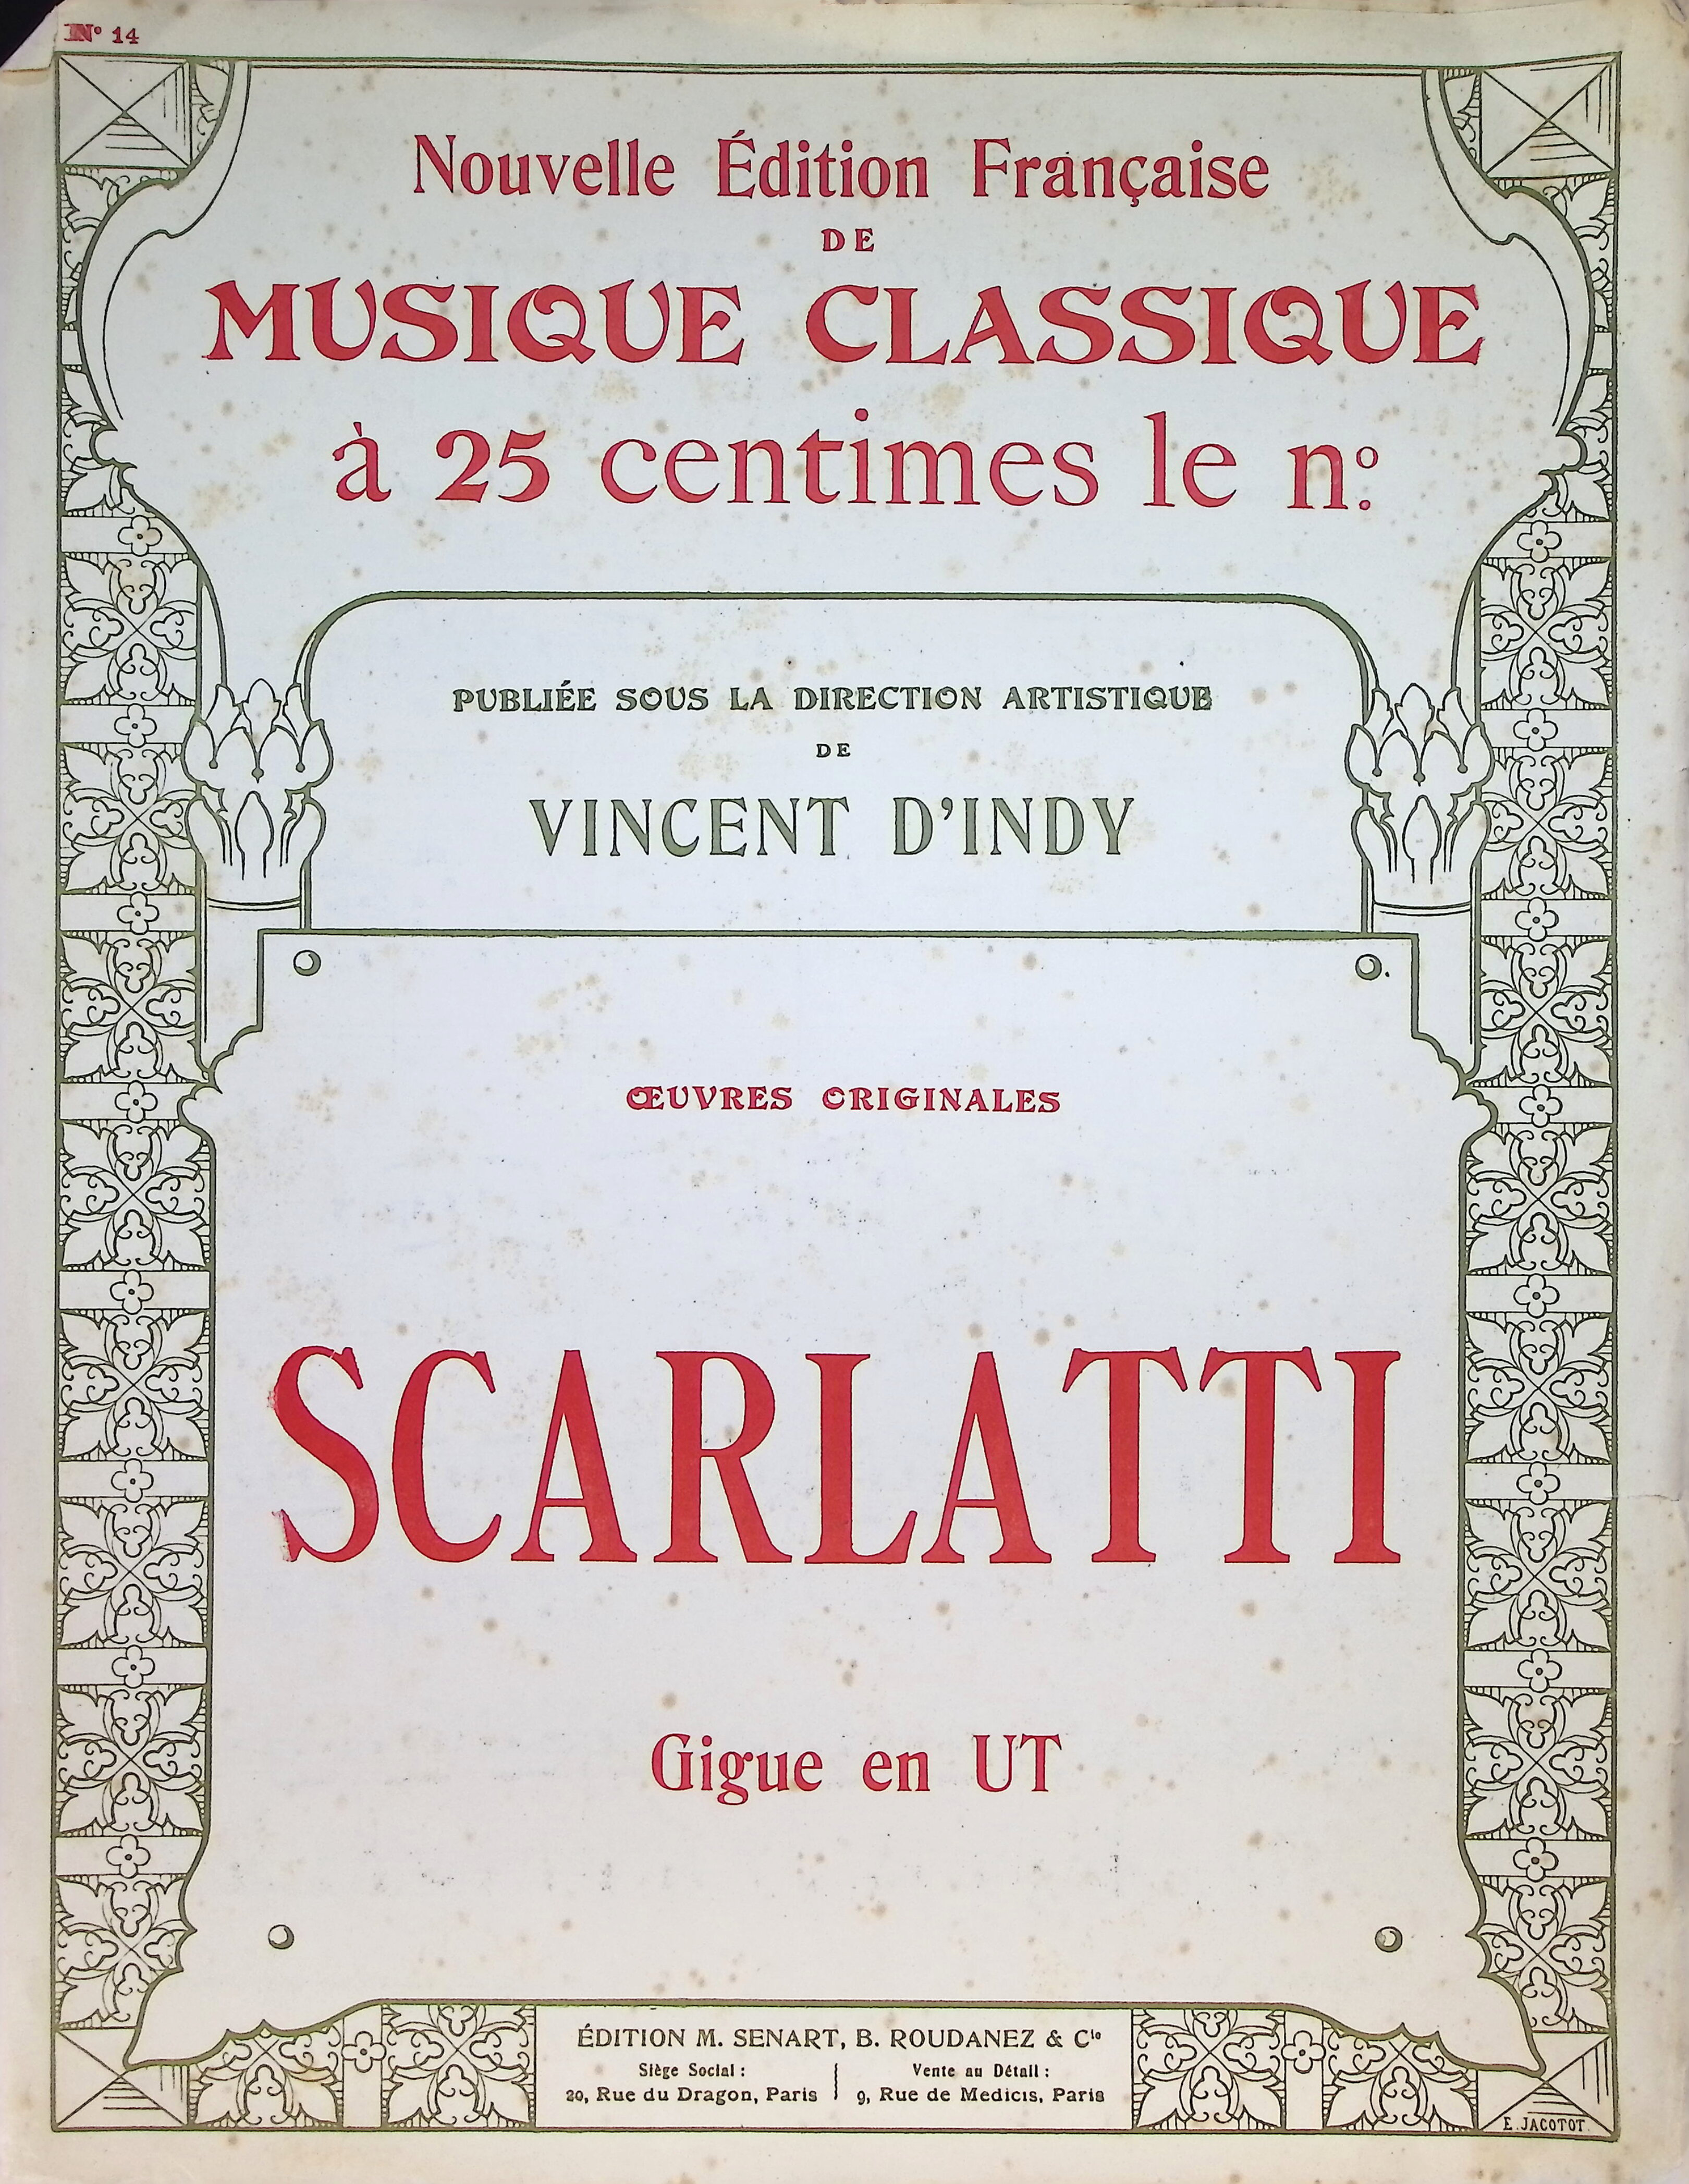 N° 14
Nouvelle Édition Française
DE
MUSIQUE CLASSIQUE
à 25 centimes le n°
PUBLIÉE SOUS LA DIRECTION ARTISTIQUE
DE
VINCENT D'INDY
ŒUVRES ORIGINALES
SCARLATTI
Gigue en UT
ÉDITION M. SENART, B. ROUDANEZ & Cie
Siège Social :
20, Rue du Dragon, Paris
Vente au Détail :
9, Rue de Medicis, Paris
E. JACOTOT